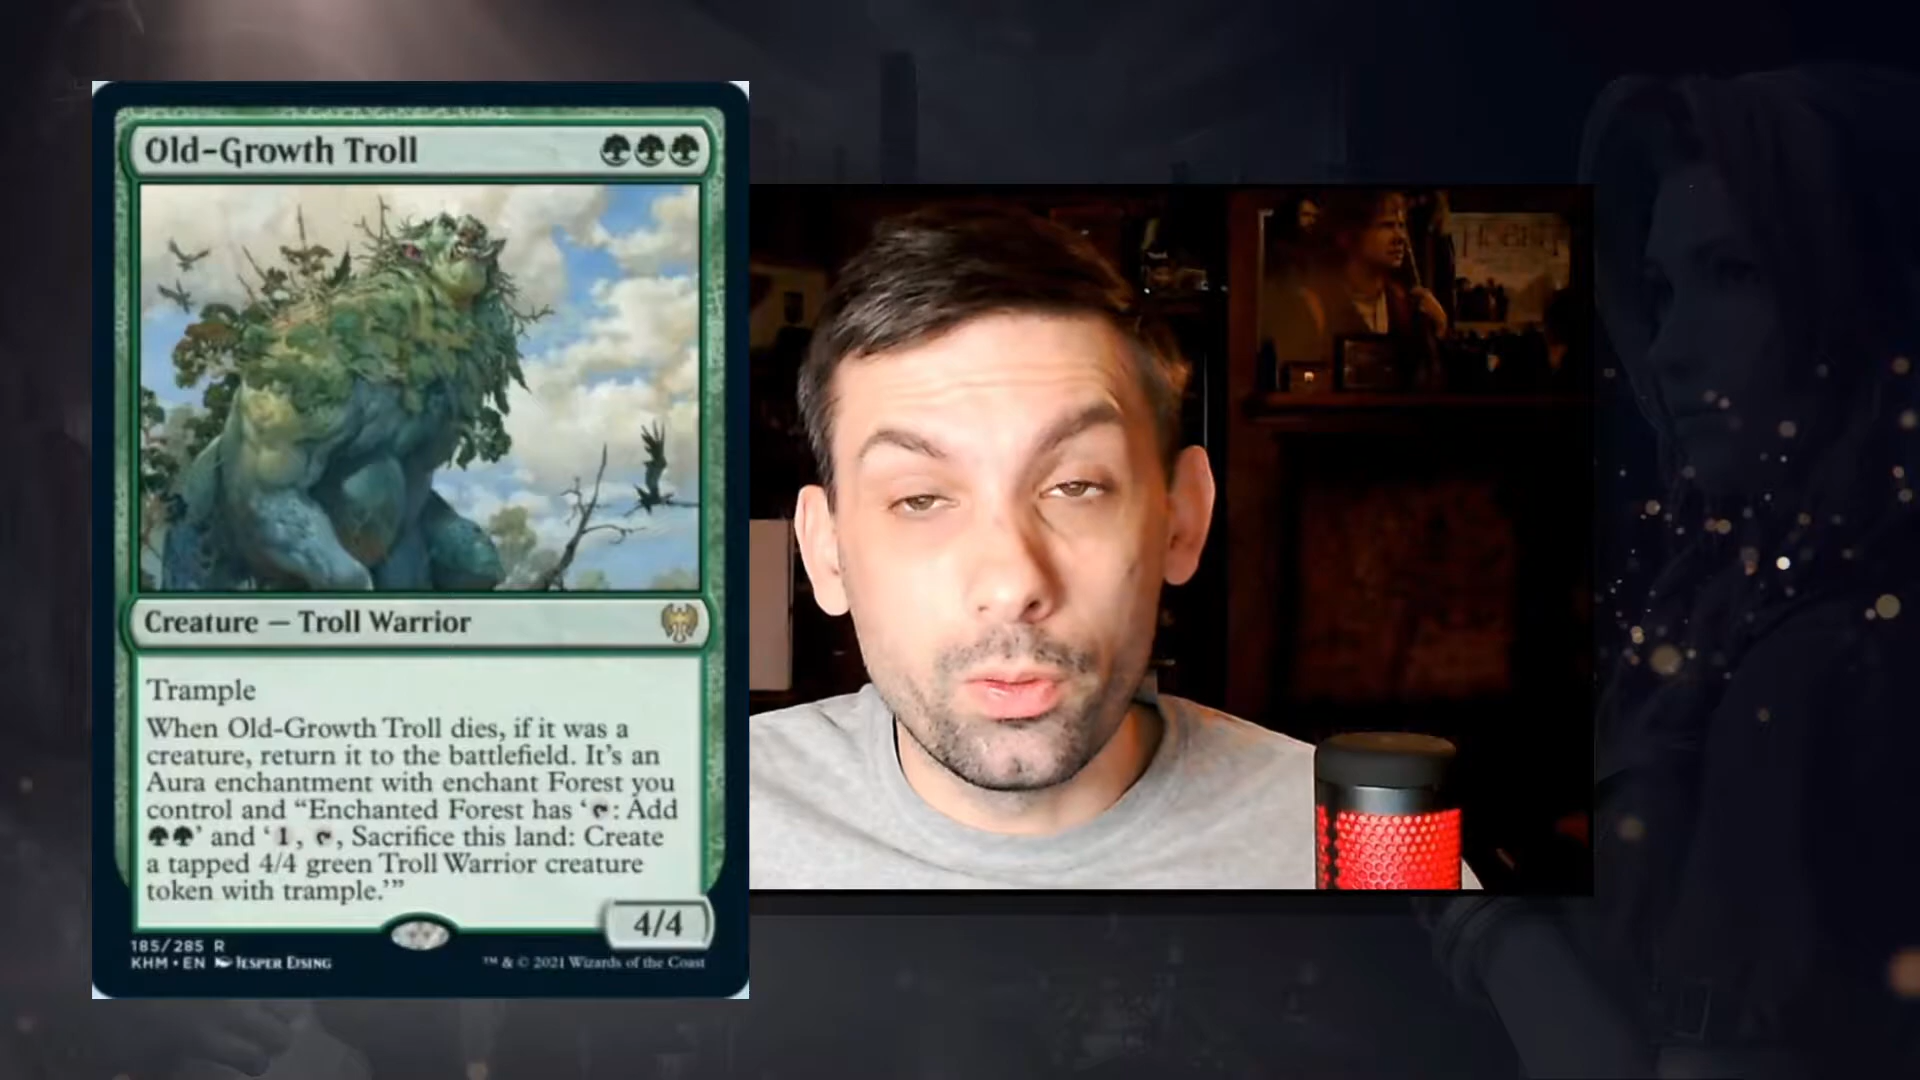 Old-Growth Troll
Creature — Troll Warrior
Trample
When Old-Growth Troll dies, if it was a
creature, return it to the battlefield. It's an
Aura enchantment with enchant Forest you
control and “Enchanted Forest has ‘: Add
’ and ‘1, , Sacrifice this land: Create
a tapped 4/4 green Troll Warrior creature
token with trample.’”
4/4
185/285 R
KHM • EN Jesper Ejsing
™ & © 2021 Wizards of the Coast
HOBBIT